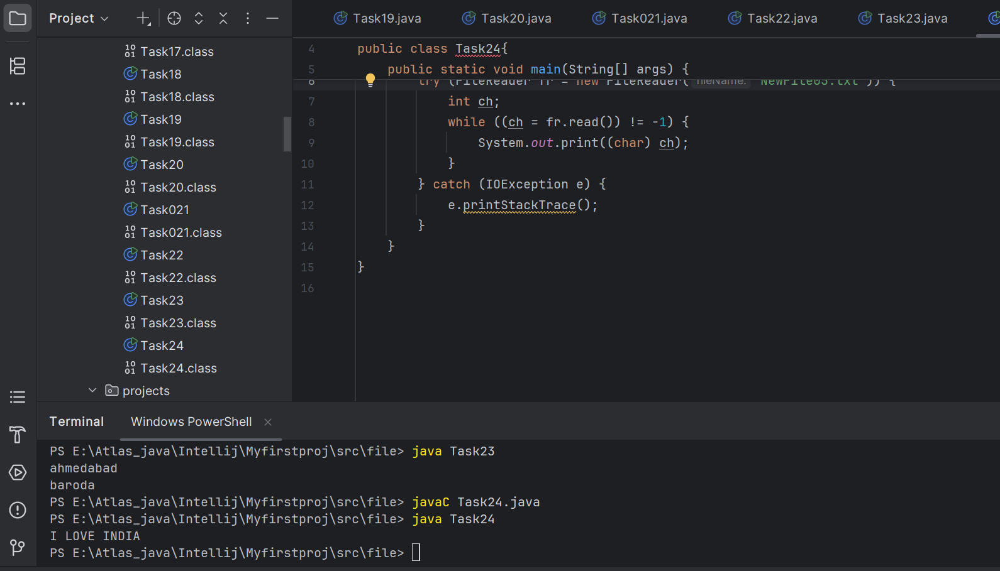 Project
Task19.java Task20.java Task021.java Task22.java Task23.java
Task17.class
Task18
Task18.class
Task19
Task19.class
Task20
Task20.class
Task021
Task021.class
Task22
Task22.class
Task23
Task23.class
Task24
Task24.class
projects
4 public class Task24{
5 public static void main(String[] args) {
6 try (FileReader fr = new FileReader( fileName: "NewFile05.txt")) {
7 int ch;
8 while ((ch = fr.read()) != -1) {
9 System.out.print((char) ch);
10 }
11 } catch (IOException e) {
12 e.printStackTrace();
13 }
14 }
15 }
16
Terminal Windows PowerShell
PS E:\Atlas_java\Intellij\Myfirstproj\src\file> java Task23
ahmedabad
baroda
PS E:\Atlas_java\Intellij\Myfirstproj\src\file> javaC Task24.java
PS E:\Atlas_java\Intellij\Myfirstproj\src\file> java Task24
I LOVE INDIA
PS E:\Atlas_java\Intellij\Myfirstproj\src\file>